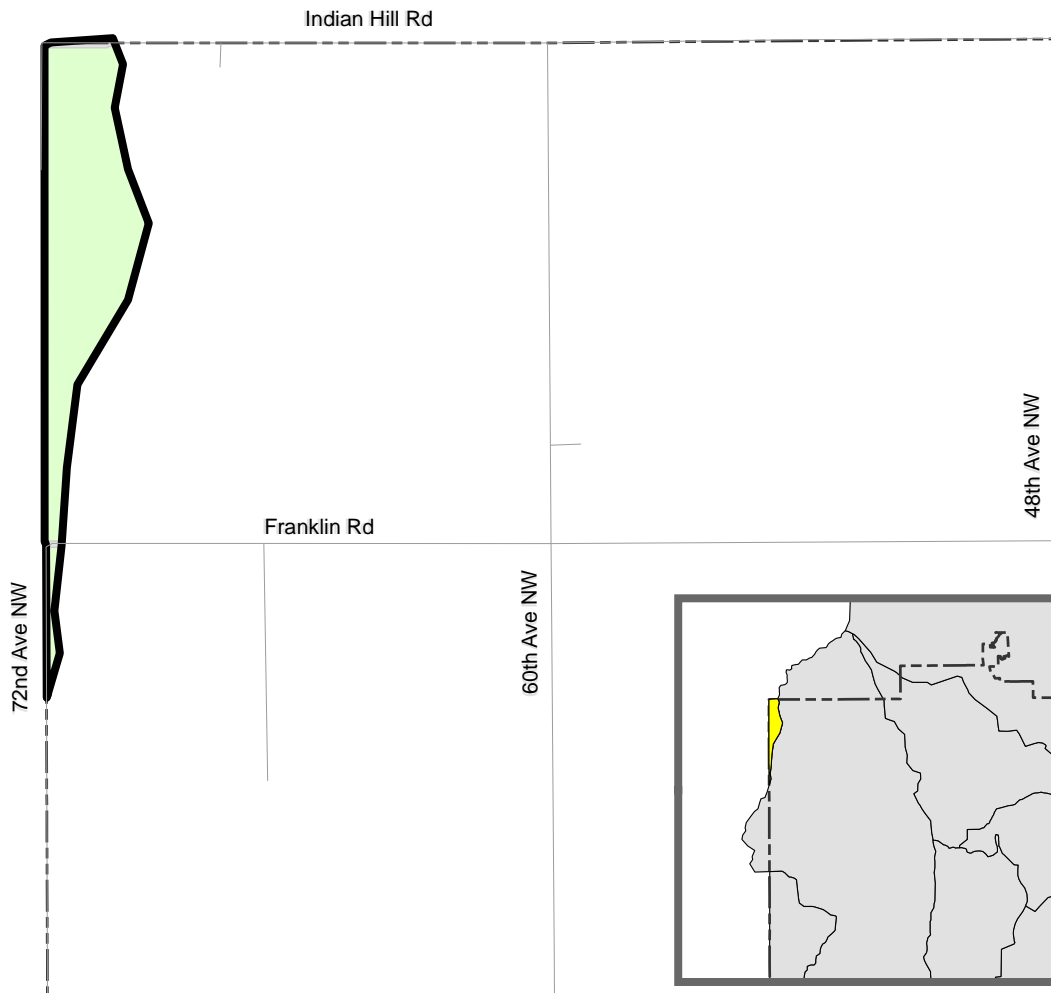 Indian Hill Rd
48th Ave NW
Franklin Rd
72nd Ave NW
60th Ave NW